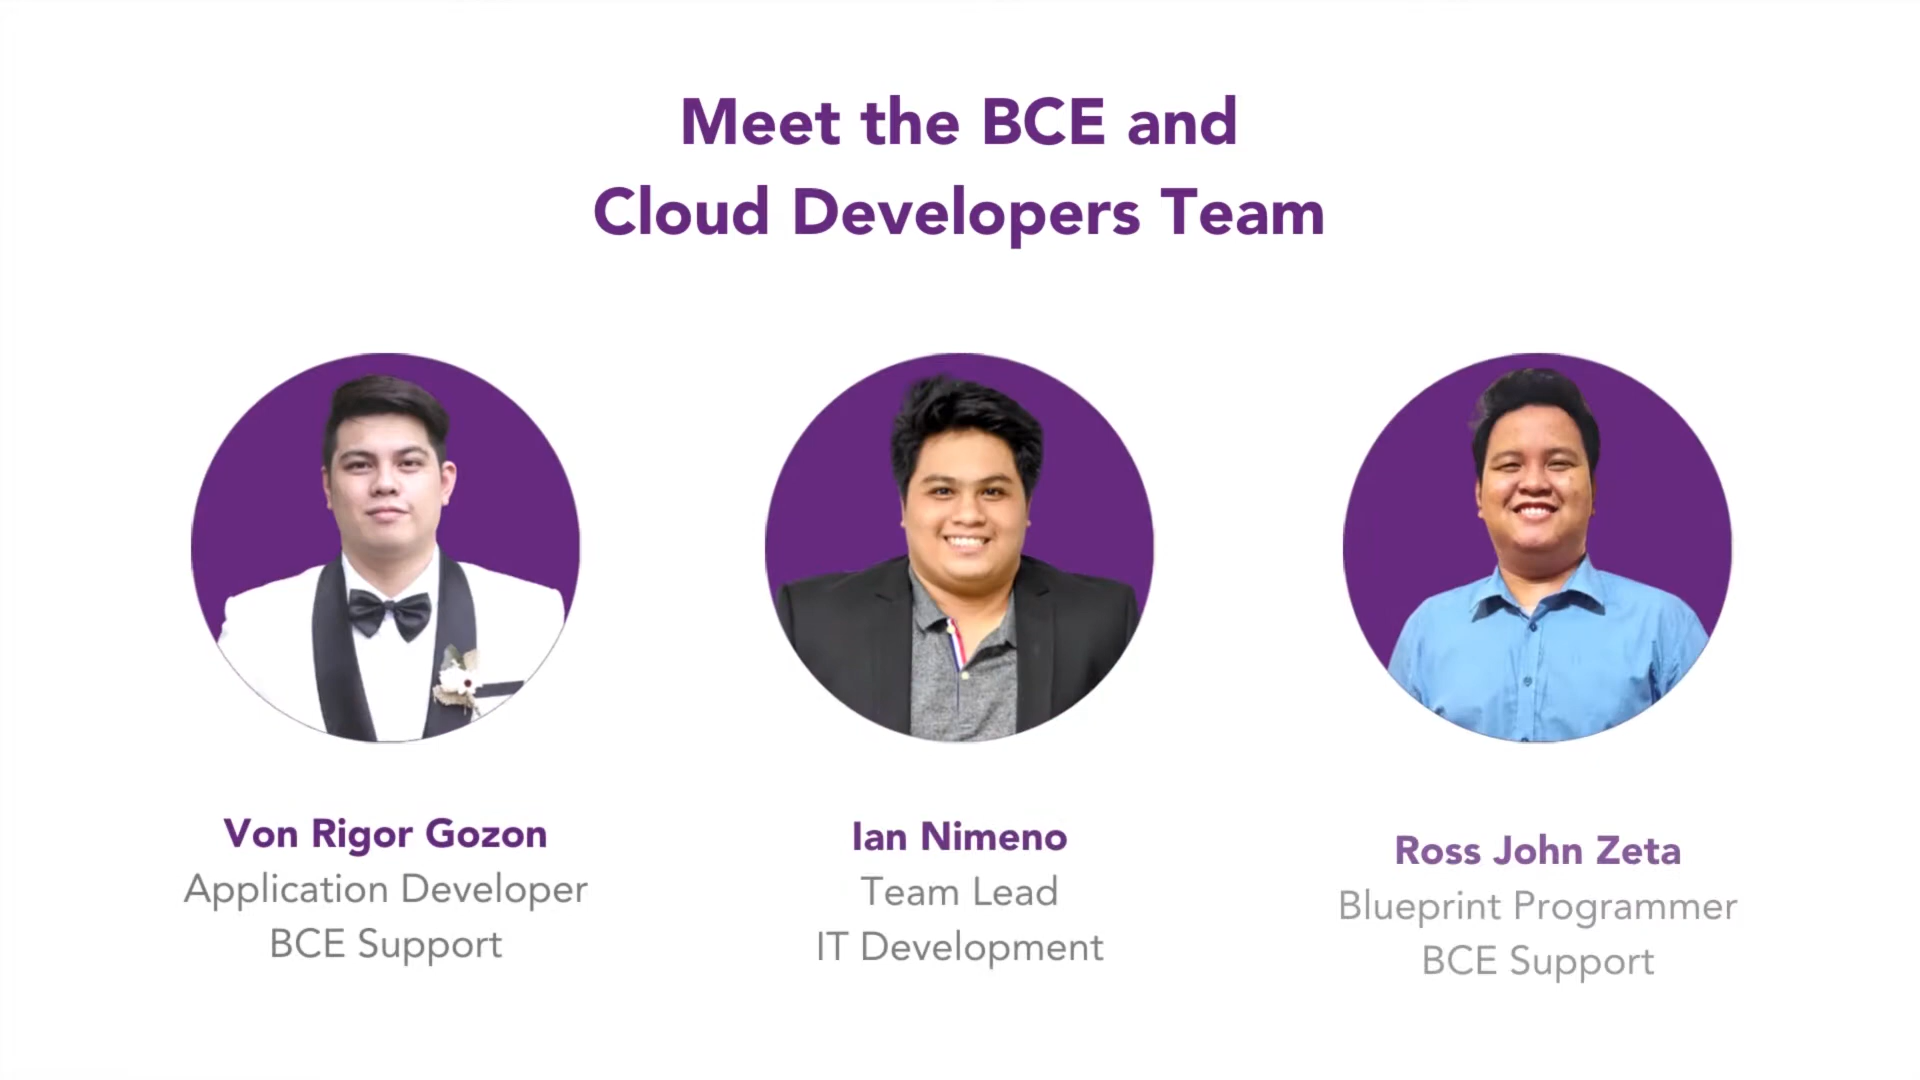 Meet the BCE and
Cloud Developers Team
Von Rigor Gozon
Application Developer
BCE Support
Ian Nimeno
Team Lead
IT Development
Ross John Zeta
Blueprint Programmer
BCE Support